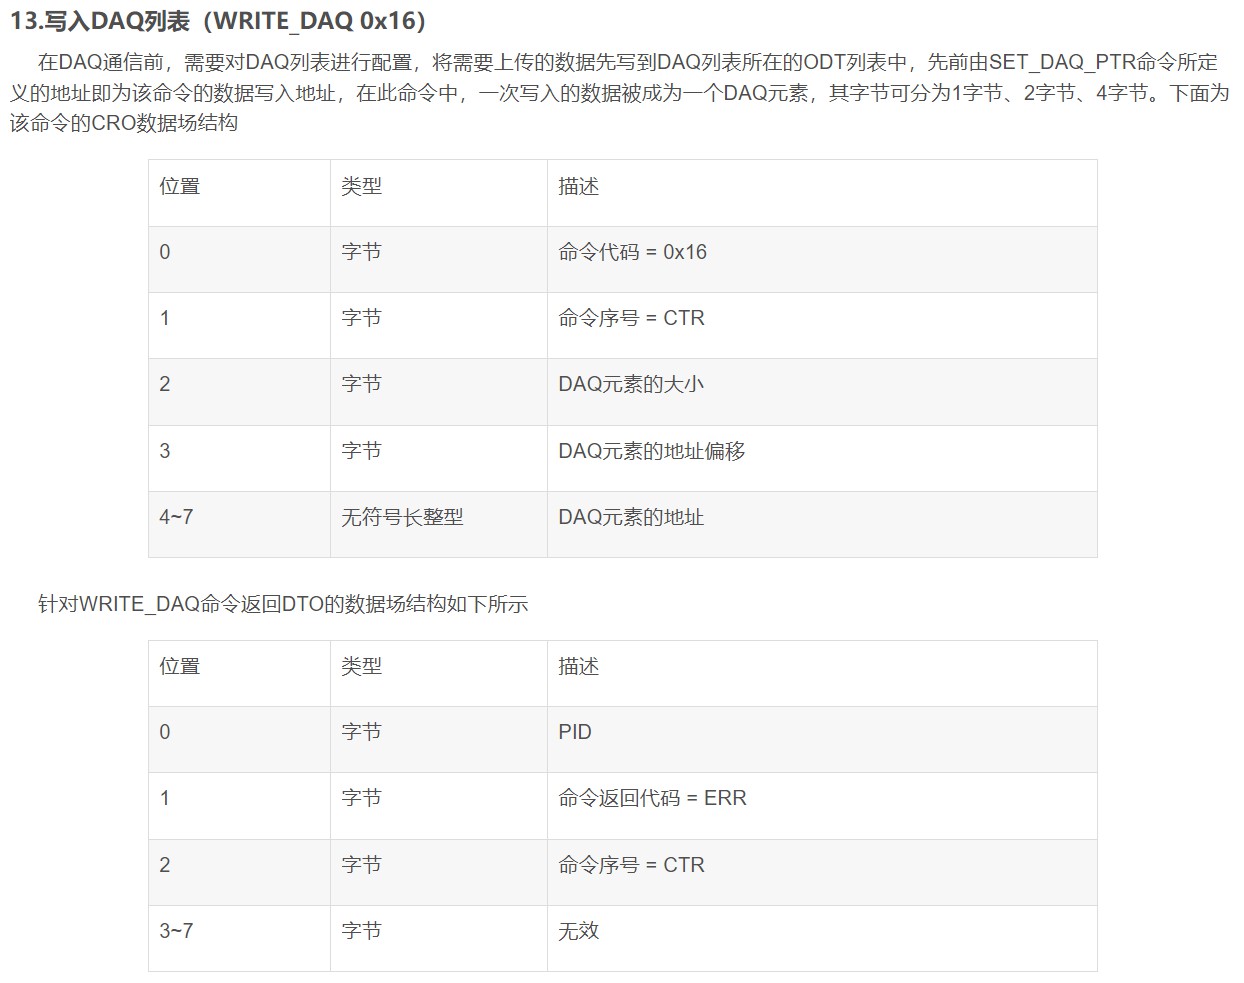 13.写入DAQ列表（WRITE_DAQ 0x16）
在DAQ通信前，需要对DAQ列表进行配置，将需要上传的数据先写到DAQ列表所在的ODT列表中，先前由SET_DAQ_PTR命令所定
义的地址即为该命令的数据写入地址，在此命令中，一次写入的数据被成为一个DAQ元素，其字节可分为1字节、2字节、4字节。下面为
该命令的CRO数据场结构
位置 类型 描述
0 字节 命令代码 = 0x16
1 字节 命令序号 = CTR
2 字节 DAQ元素的大小
3 字节 DAQ元素的地址偏移
4~7 无符号长整型 DAQ元素的地址
针对WRITE_DAQ命令返回DTO的数据场结构如下所示
位置 类型 描述
0 字节 PID
1 字节 命令返回代码 = ERR
2 字节 命令序号 = CTR
3~7 字节 无效